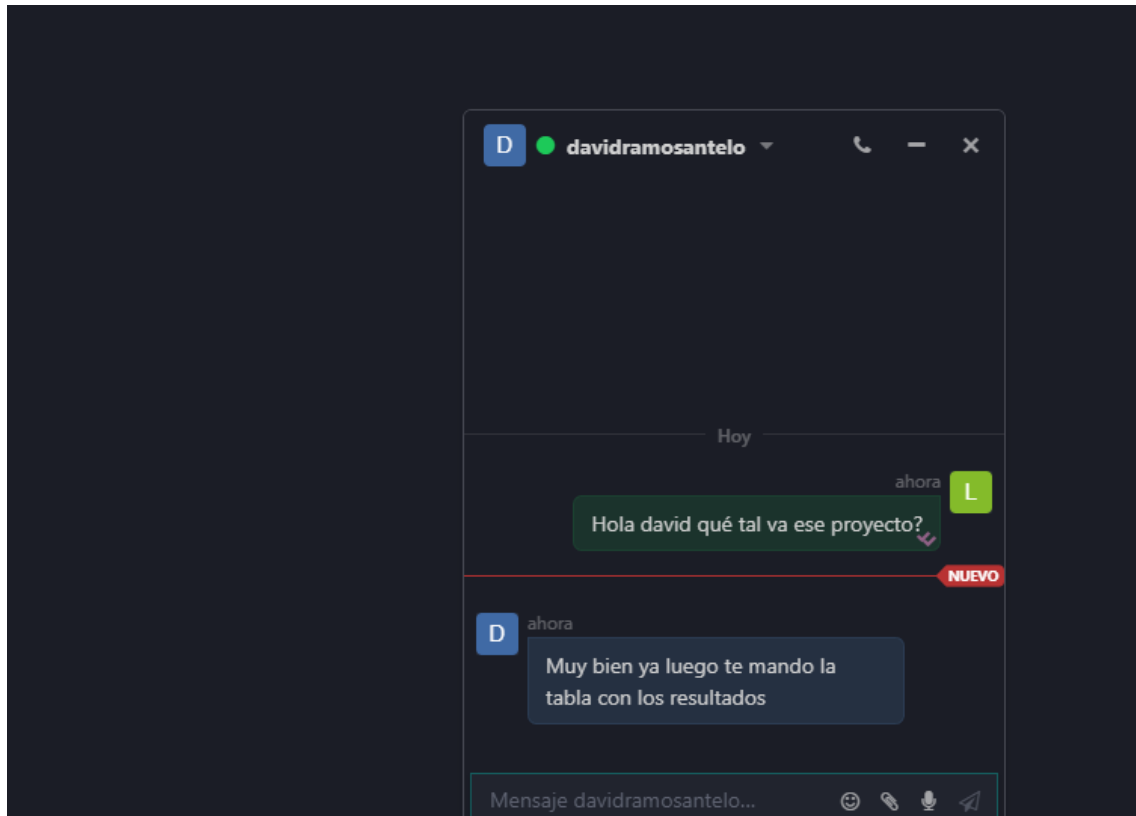 D davidramosantelo
Hoy
ahora
L
Hola david qué tal va ese proyecto?
NUEVO
D
ahora
Muy bien ya luego te mando la
tabla con los resultados
Mensaje davidramosantelo...